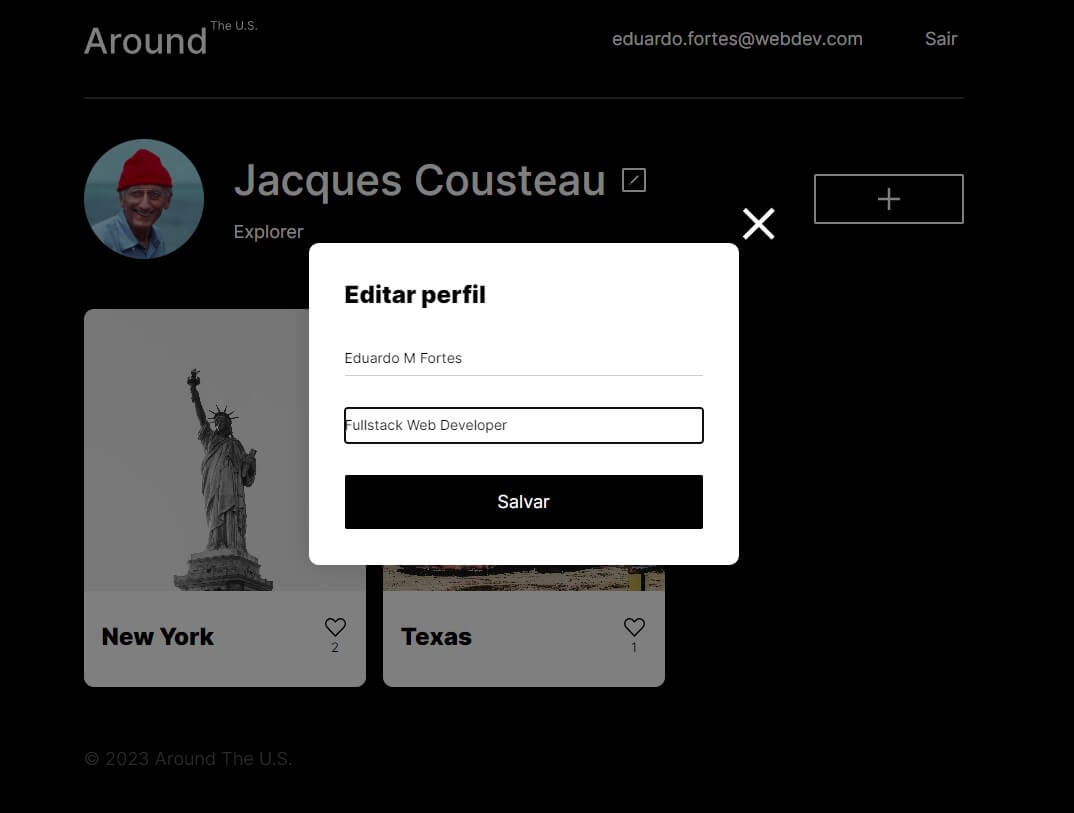 Around The U.S.
eduardo.fortes@webdev.com
Sair
Jacques Cousteau
Explorer
Editar perfil
Eduardo M Fortes
Fullstack Web Developer
Salvar
New York
2
Texas
1
© 2023 Around The U.S.